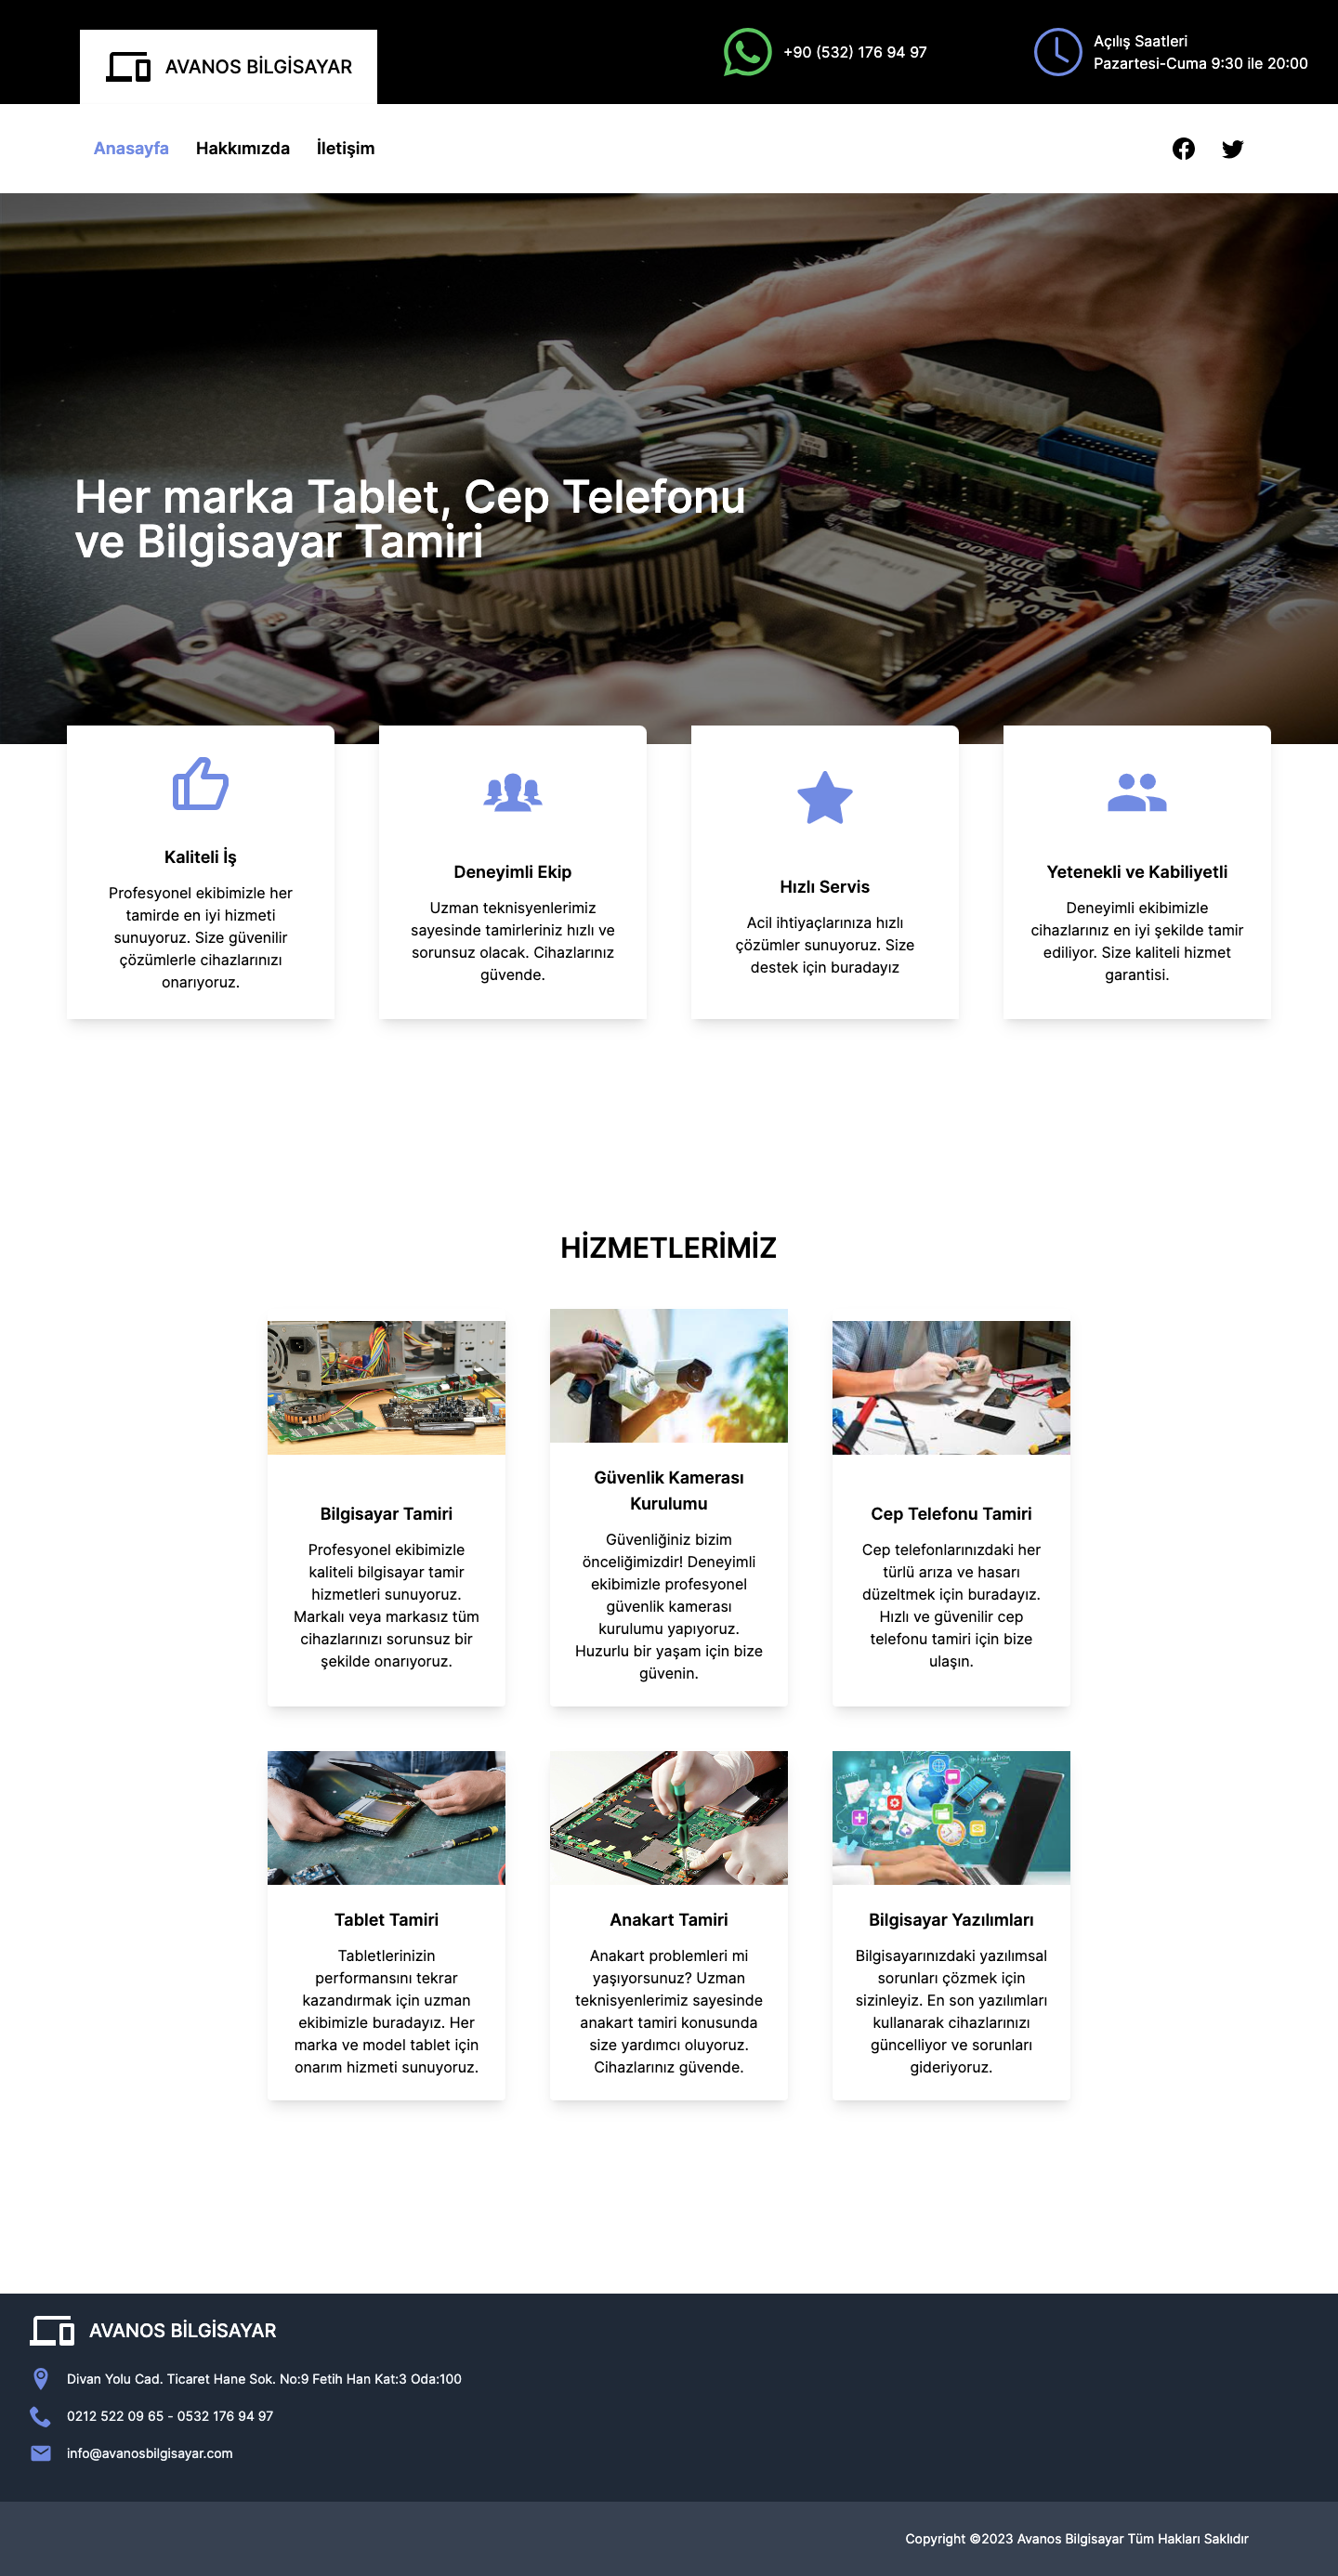 AVANOS BİLGİSAYAR
+90 (532) 176 94 97
Açılış Saatleri
Pazartesi-Cuma 9:30 ile 20:00
Anasayfa
Hakkımızda
İletişim
Her marka Tablet, Cep Telefonu
ve Bilgisayar Tamiri
Kaliteli İş
Profesyonel ekibimizle her
tamirde en iyi hizmeti
sunuyoruz. Size güvenilir
çözümlerle cihazlarınızı
onarıyoruz.
Deneyimli Ekip
Uzman teknisyenlerimiz
sayesinde tamirleriniz hızlı ve
sorunsuz olacak. Cihazlarınız
güvende.
Hızlı Servis
Acil ihtiyaçlarınıza hızlı
çözümler sunuyoruz. Size
destek için buradayız
Yetenekli ve Kabiliyetli
Deneyimli ekibimizle
cihazlarınız en iyi şekilde tamir
ediliyor. Size kaliteli hizmet
garantisi.
HİZMETLERİMİZ
Bilgisayar Tamiri
Profesyonel ekibimizle
kaliteli bilgisayar tamir
hizmetleri sunuyoruz.
Markalı veya markasız tüm
cihazlarınızı sorunsuz bir
şekilde onarıyoruz.
Güvenlik Kamerası
Kurulumu
Güvenliğiniz bizim
önceliğimizdir! Deneyimli
ekibimizle profesyonel
güvenlik kamerası
kurulumu yapıyoruz.
Huzurlu bir yaşam için bize
güvenin.
Cep Telefonu Tamiri
Cep telefonlarınızdaki her
türlü arıza ve hasarı
düzeltmek için buradayız.
Hızlı ve güvenilir cep
telefonu tamiri için bize
ulaşın.
Tablet Tamiri
Tabletlerinizin
performansını tekrar
kazandırmak için uzman
ekibimizle buradayız. Her
marka ve model tablet için
onarım hizmeti sunuyoruz.
Anakart Tamiri
Anakart problemleri mi
yaşıyorsunuz? Uzman
teknisyenlerimiz sayesinde
anakart tamiri konusunda
size yardımcı oluyoruz.
Cihazlarınız güvende.
Bilgisayar Yazılımları
Bilgisayarınızdaki yazılımsal
sorunları çözmek için
sizinleyiz. En son yazılımları
kullanarak cihazlarınızı
güncelliyor ve sorunları
gideriyoruz.
AVANOS BİLGİSAYAR
Divan Yolu Cad. Ticaret Hane Sok. No:9 Fetih Han Kat:3 Oda:100
0212 522 09 65 - 0532 176 94 97
info@avanosbilgisayar.com
Copyright ©2023 Avanos Bilgisayar Tüm Hakları Saklıdır